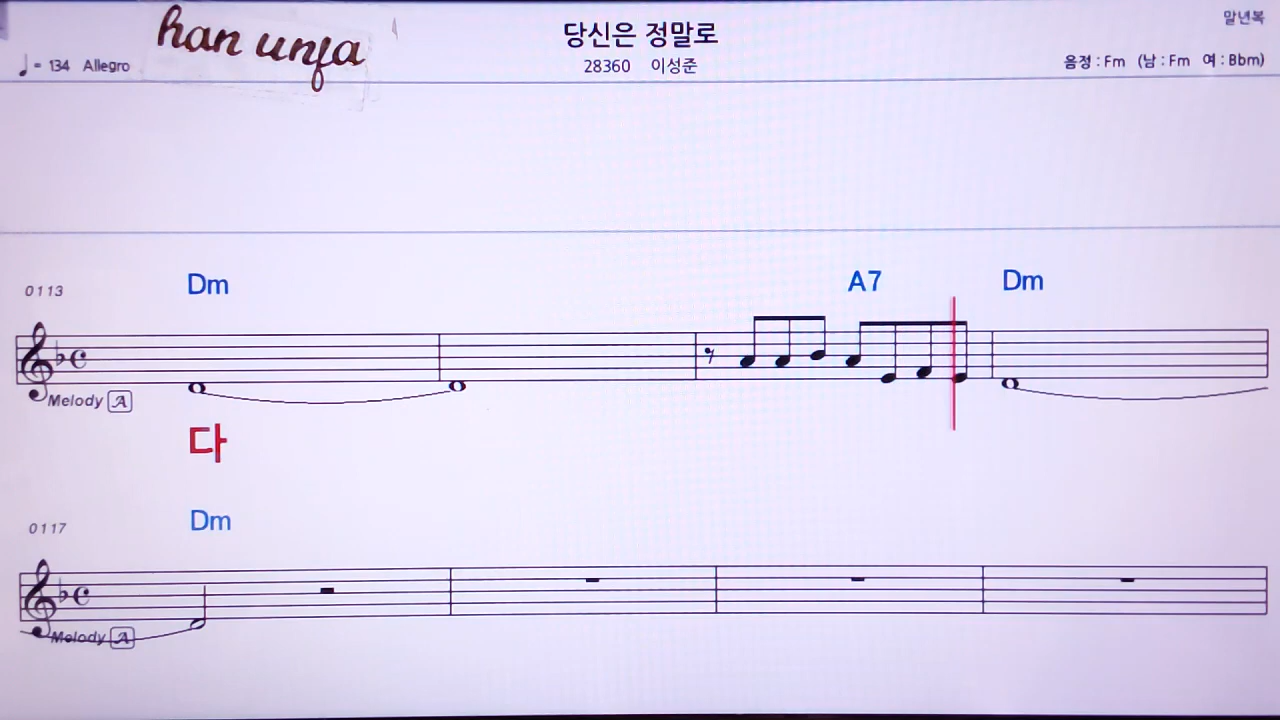 han unja
당신은 정말로
말년복
♩= 134 Allegro
28360 이성준
음정 : Fm (남 : Fm 여 : Bbm)
0113
Dm A7 Dm
Melody A
다
0117
Dm
Melody A